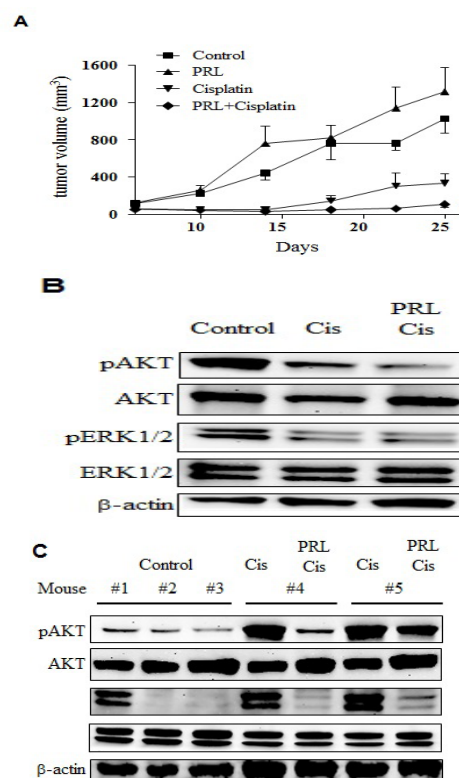 A
Control
PRL
Cisplatin
PRL+Cisplatin
tumor volume (mm³)
1600
1200
800
400
0
10
15
20
25
Days
B
Control Cis PRL Cis
pAKT
AKT
pERK1/2
ERK1/2
β-actin
C
Control Cis PRL Cis Cis PRL Cis
Mouse #1 #2 #3 #4 #5
pAKT
AKT
β-actin